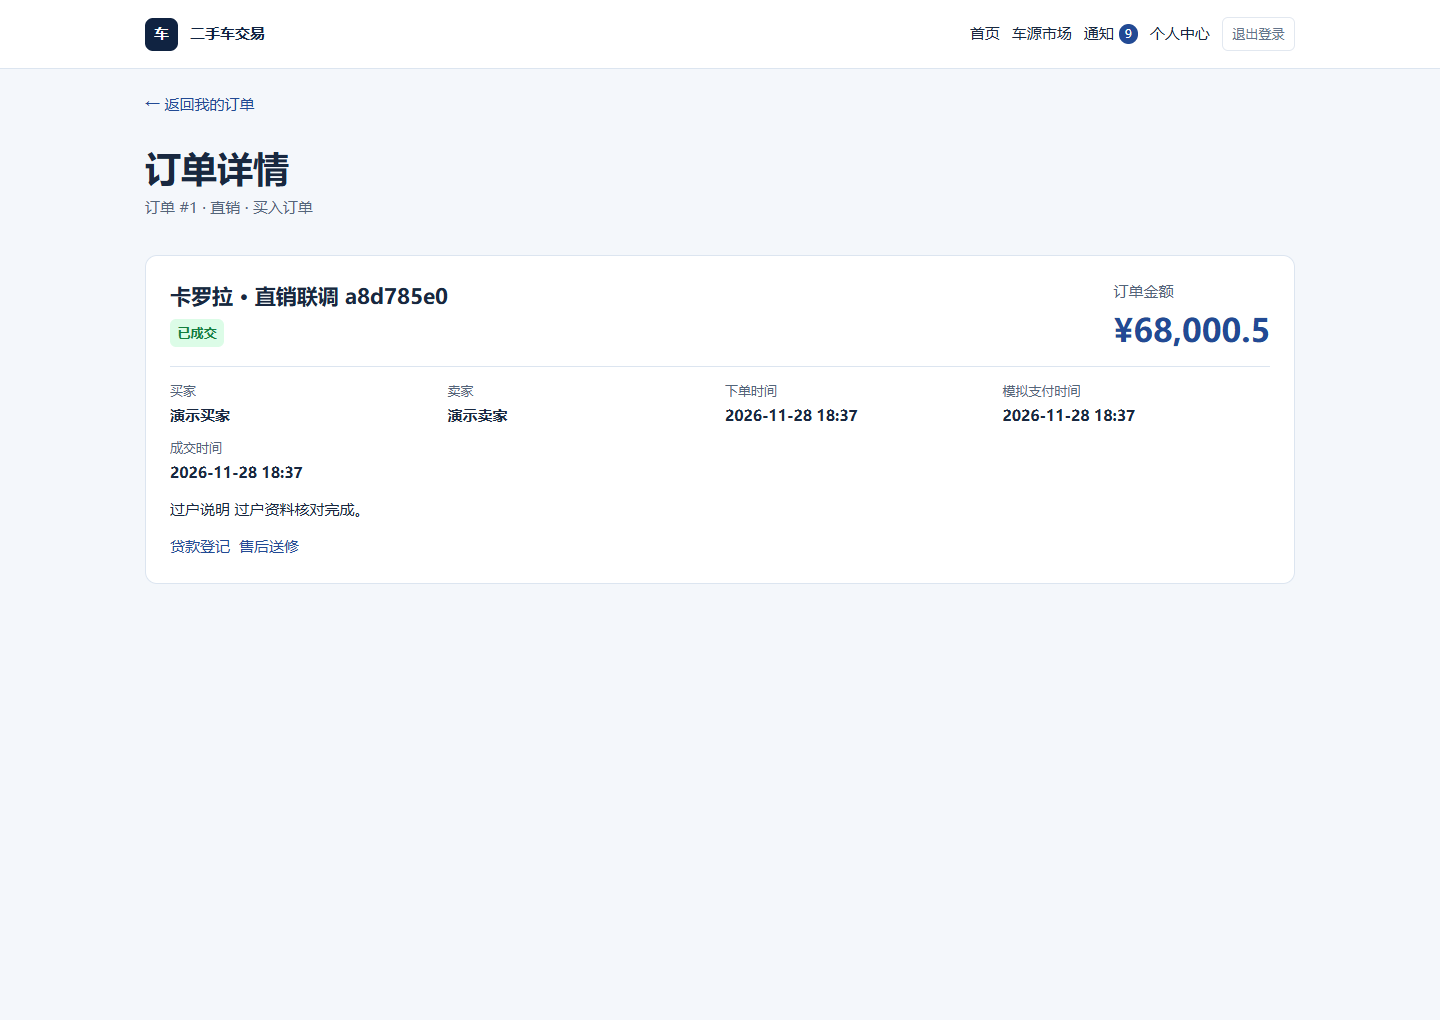 车 二手车交易 首页 车源市场 通知 9 个人中心 退出登录
← 返回我的订单
订单详情
订单 #1 · 直销 · 买入订单
卡罗拉 • 直销联调 a8d785e0
已成交
订单金额
¥68,000.5
买家 卖家 下单时间 模拟支付时间
演示买家 演示卖家 2026-11-28 18:37 2026-11-28 18:37
成交时间
2026-11-28 18:37
过户说明 过户资料核对完成。
贷款登记 售后送修